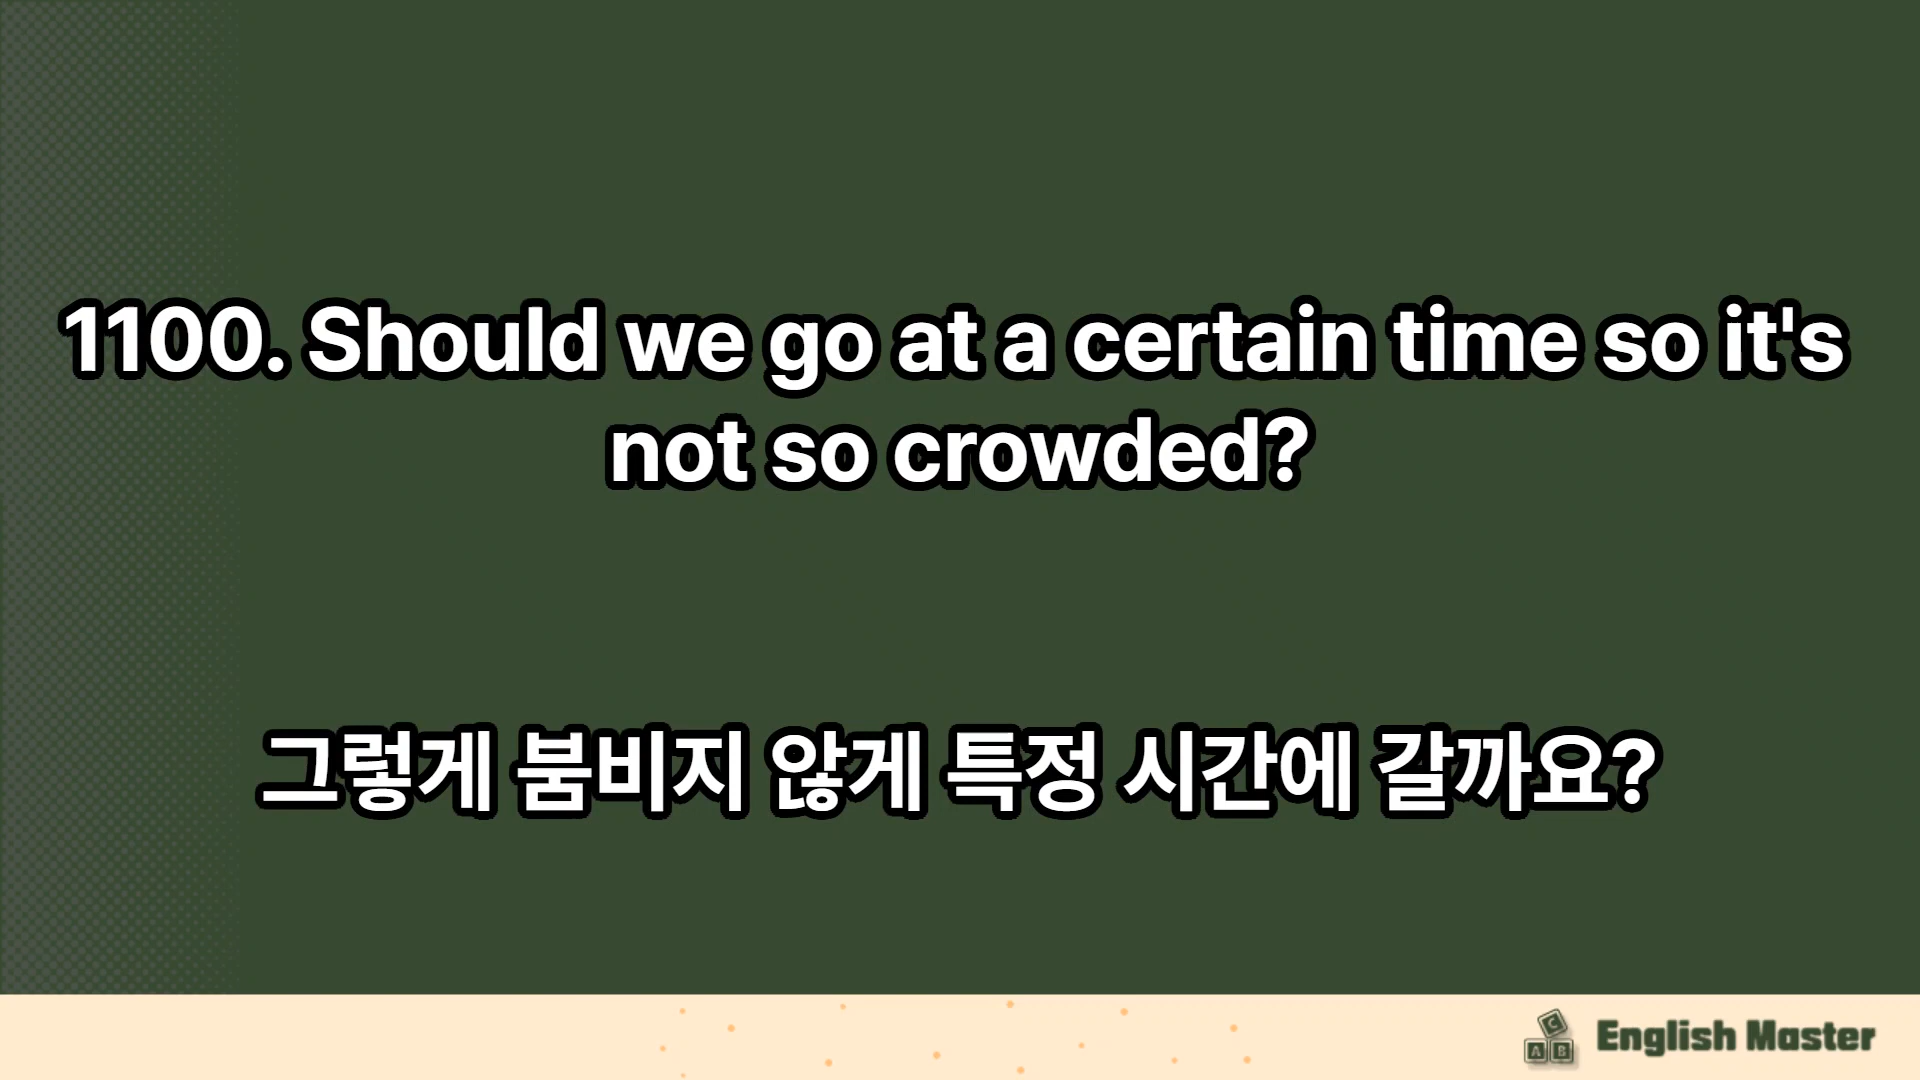 1100. Should we go at a certain time so it's
not so crowded?
그렇게 붐비지 않게 특정 시간에 갈까요?
C
A B
English Master